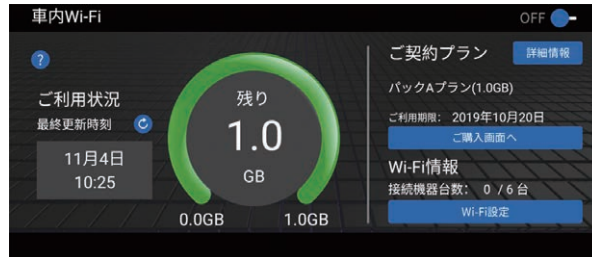 車内Wi-Fi
OFF
?
ご利用状況
最終更新時刻
11月4日
10:25
残り
1.0
GB
0.0GB
1.0GB
ご契約プラン
詳細情報
パックAプラン(1.0GB)
ご利用期限: 2019年10月20日
ご購入画面へ
Wi-Fi情報
接続機器台数: 0 /6台
Wi-Fi設定